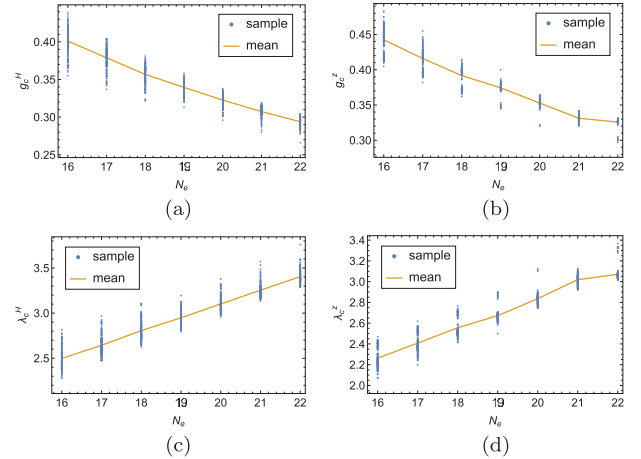 sample
mean
g_c^H
0.40
0.35
0.30
0.25
16 17 18 19 20 21 22
N_e
(a)
sample
mean
g_c^z
0.45
0.40
0.35
0.30
16 17 18 19 20 21 22
N_e
(b)
sample
mean
λ_c^H
3.5
3.0
2.5
16 17 18 19 20 21 22
N_e
(c)
sample
mean
λ_c^z
3.4
3.2
3.0
2.8
2.6
2.4
2.2
2.0
16 17 18 19 20 21 22
N_e
(d)